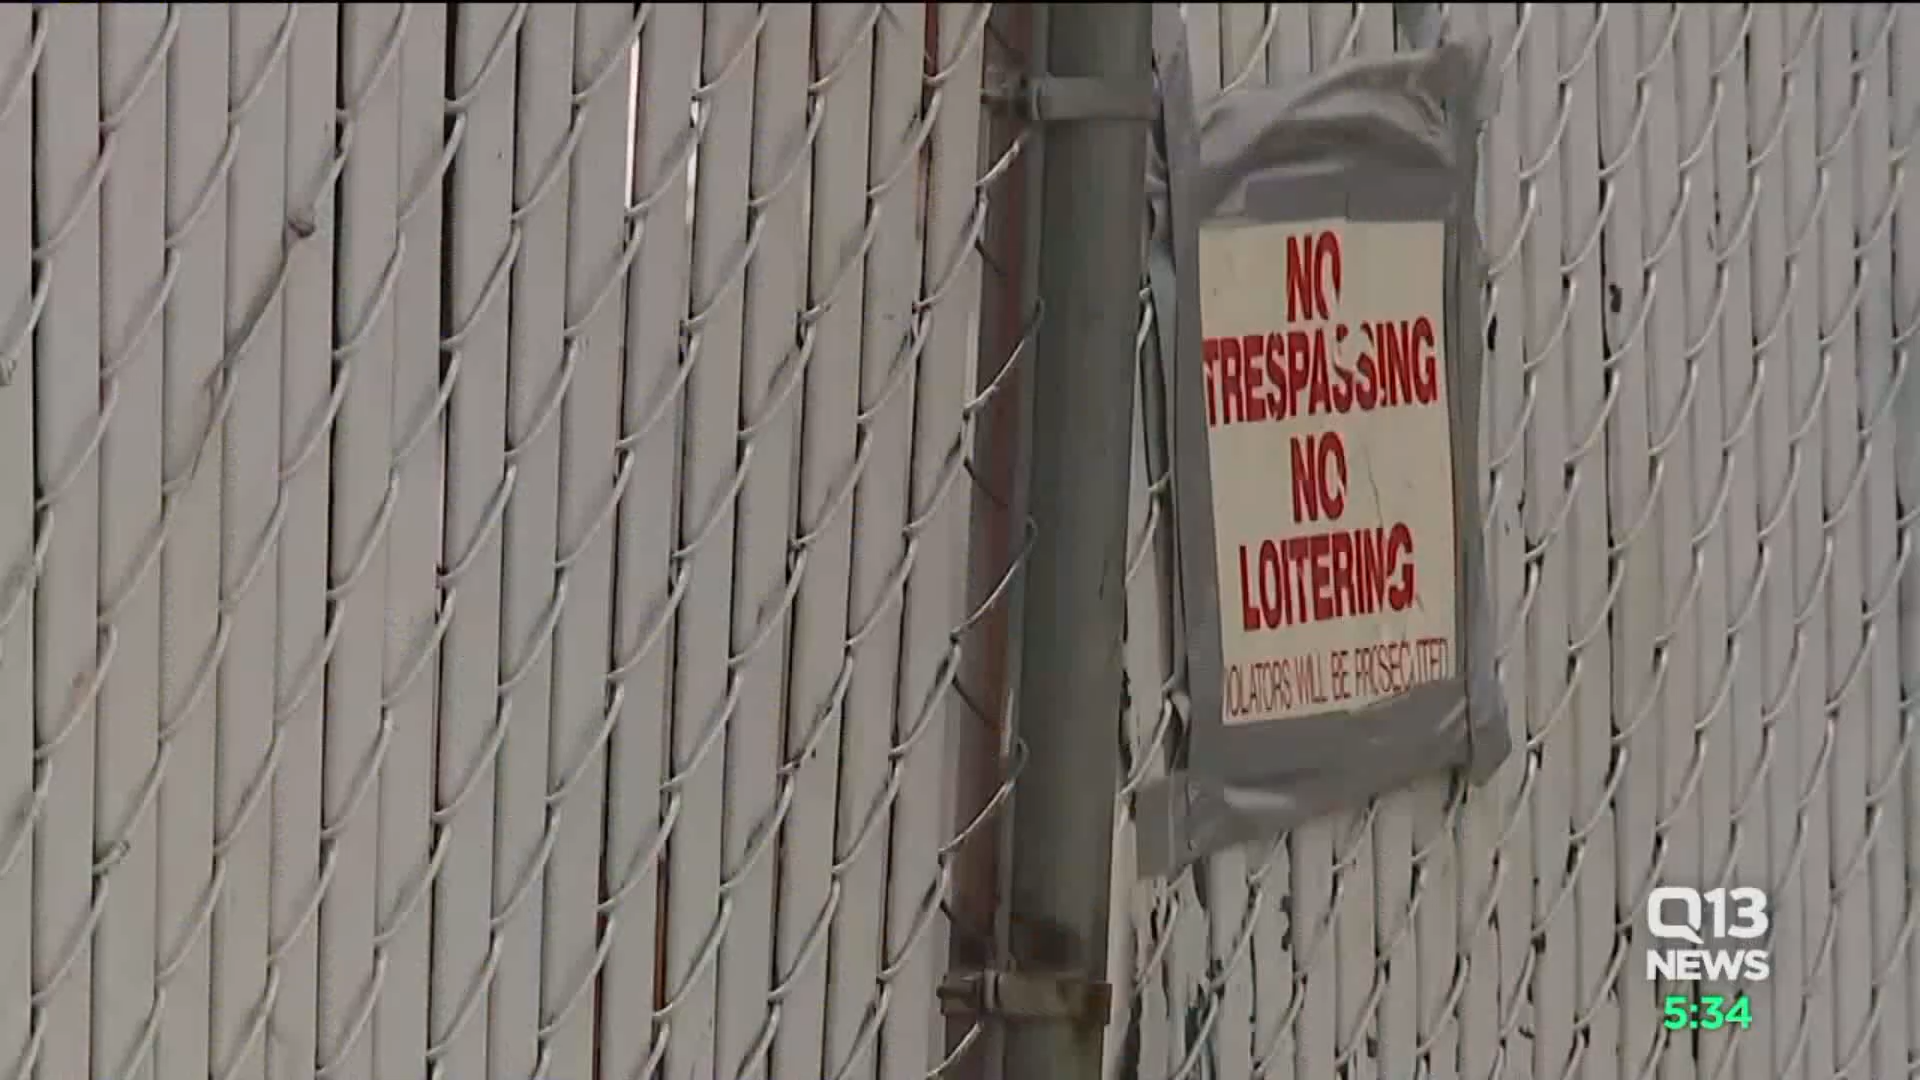 NO
TRESPASSING
NO
LOITERING
VIOLATORS WILL BE PROSECUTED
Q13
NEWS
5:34